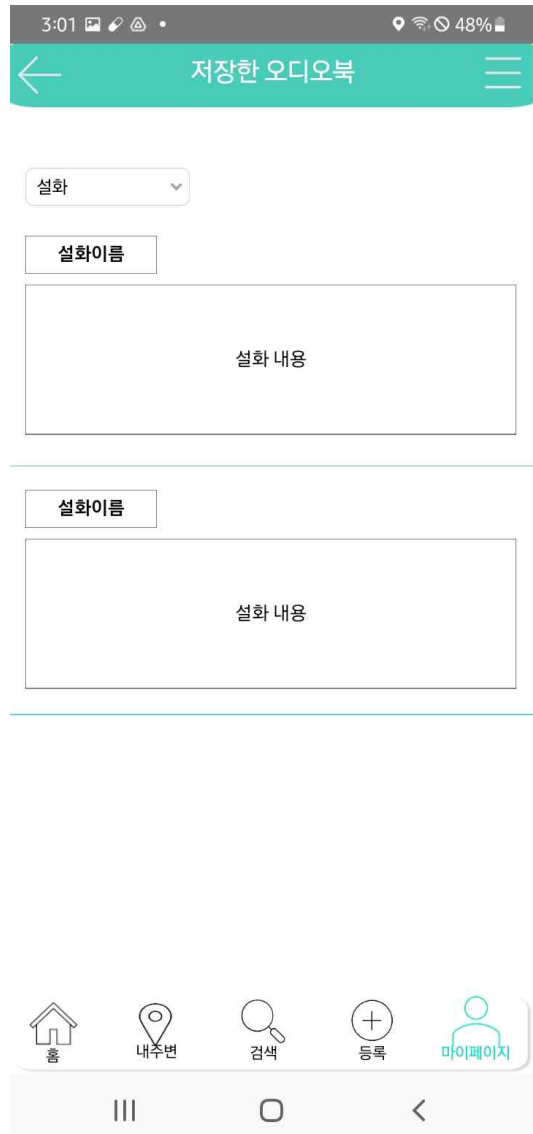 3:01 48%
저장한 오디오북
설화
설화이름
설화 내용
설화이름
설화 내용
홈 내주변 검색 등록 마이페이지